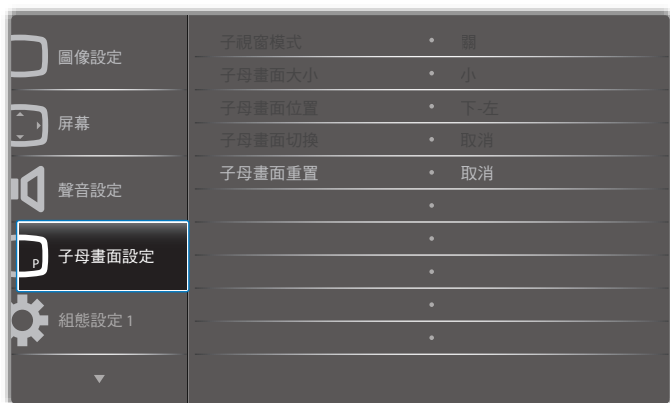 圖像設定
屏幕
聲音設定
P
子母畫面設定
組態設定 1
子視窗模式 • 關
子母畫面大小 • 小
子母畫面位置 • 下-左
子母畫面切換 • 取消
子母畫面重置 • 取消